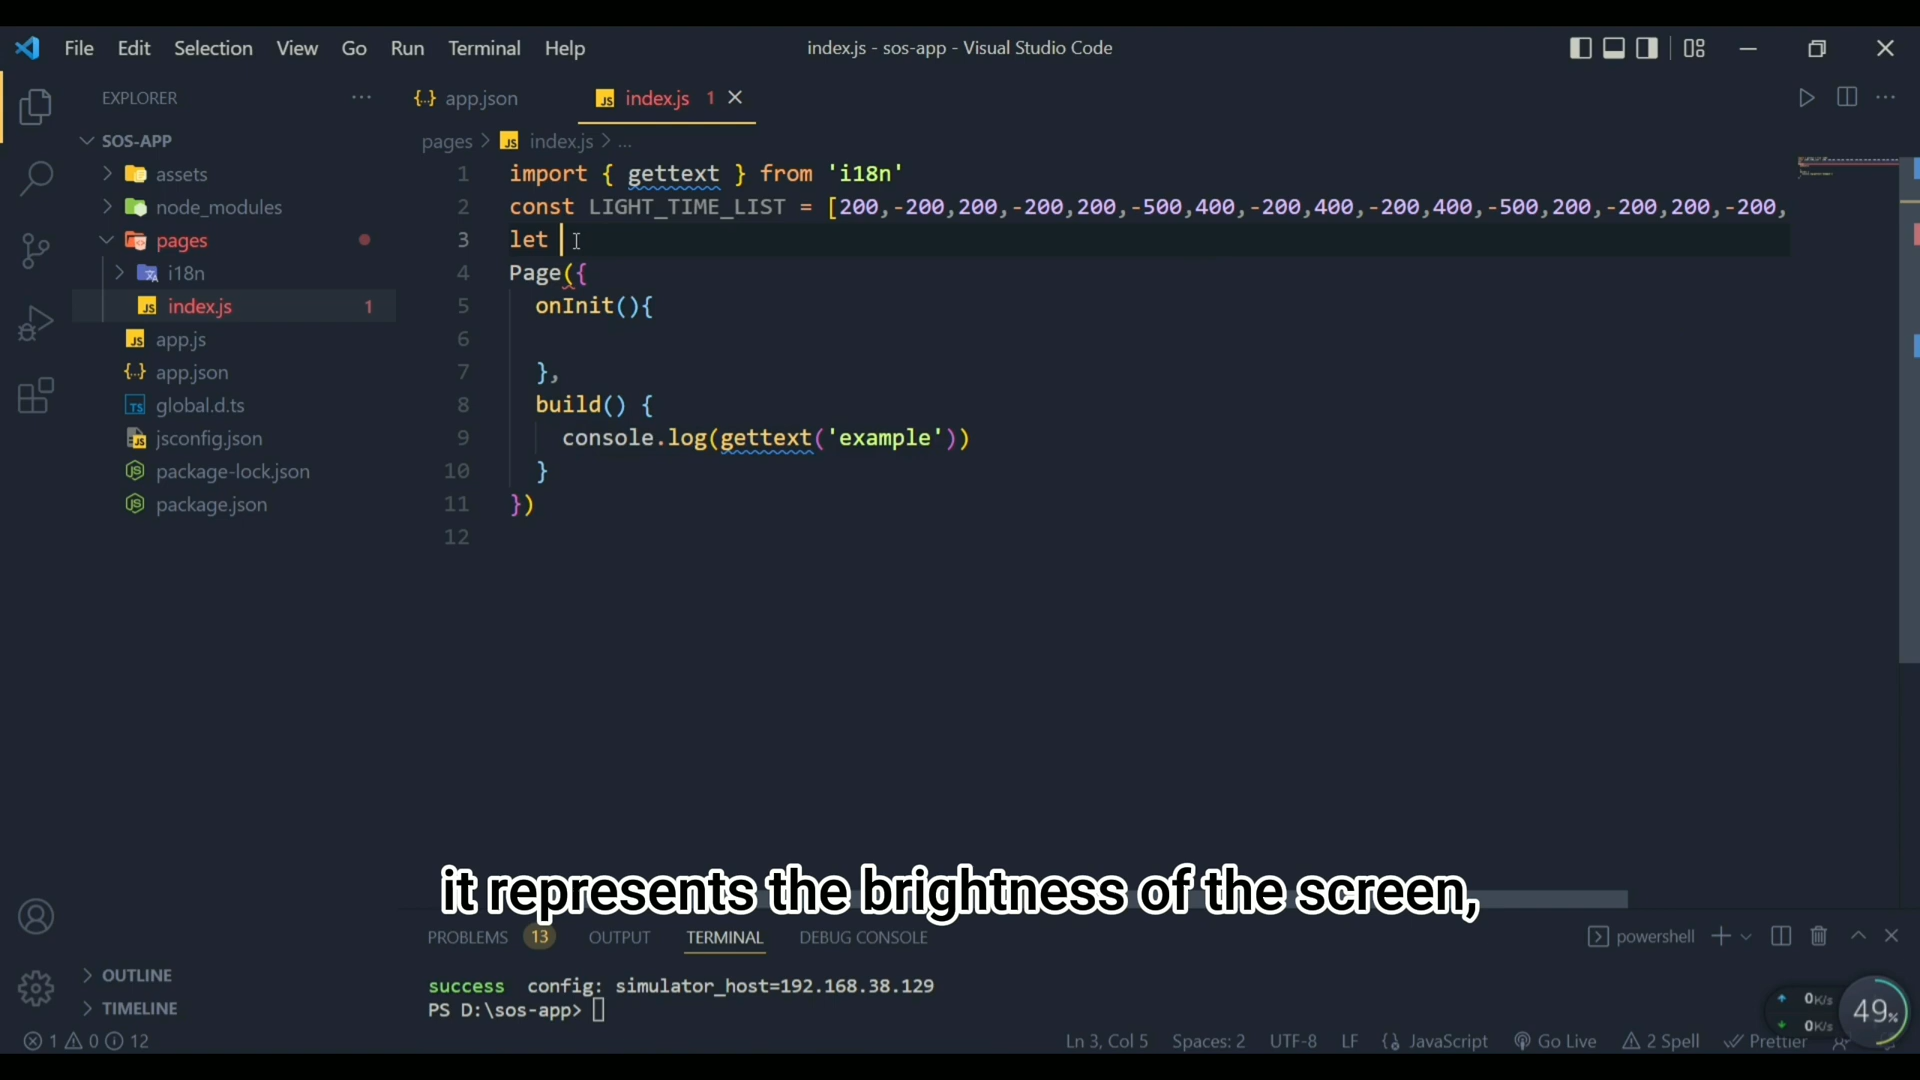 File Edit Selection View Go Run Terminal Help
index.js - sos-app - Visual Studio Code
EXPLORER
SOS-APP
assets
node_modules
pages
i18n
index.js 1
app.js
app.json
global.d.ts
jsconfig.json
package-lock.json
package.json
OUTLINE
TIMELINE
app.json
index.js 1
pages > index.js > ...
1 import { gettext } from 'i18n'
2 const LIGHT_TIME_LIST = [200,-200,200,-200,200,-500,400,-200,400,-200,400,-500,200,-200,200,-200,
3 let
4 Page({
5 onInit(){
6
7 },
8 build() {
9 console.log(gettext('example'))
10 }
11 })
12
it represents the brightness of the screen,
PROBLEMS 13 OUTPUT TERMINAL DEBUG CONSOLE
powershell
success config: simulator_host=192.168.38.129
PS D:\sos-app>
0K/s
0K/s
49%
1 0 12
Ln 3, Col 5 Spaces: 2 UTF-8 LF JavaScript Go Live 2 Spell Prettier